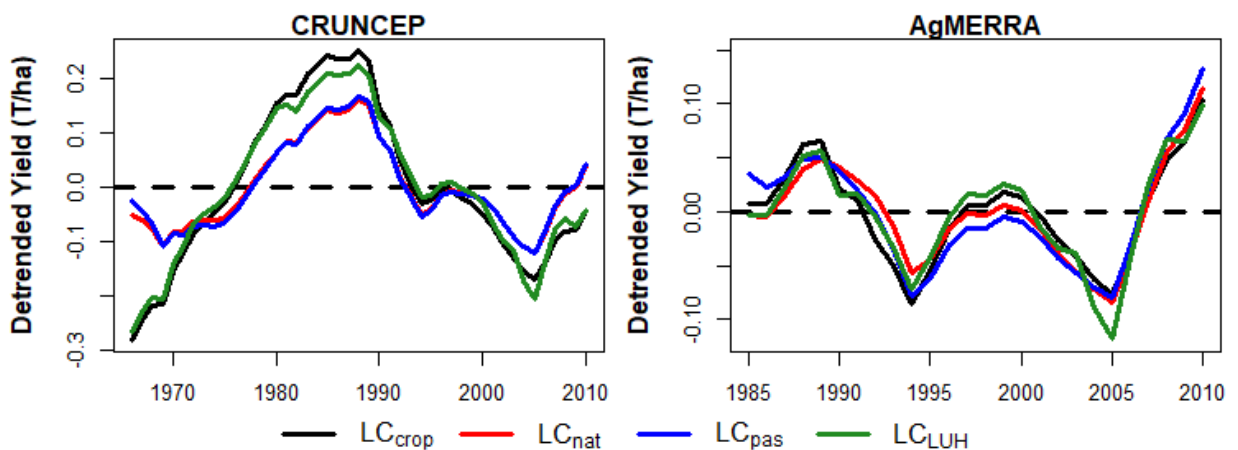 CRUNCEP
AgMERRA
Detrended Yield (T/ha)
0.2
0.1
0.0
-0.1
-0.3
1970 1980 1990 2000 2010
Detrended Yield (T/ha)
0.10
0.00
-0.10
1985 1990 1995 2000 2005 2010
LCcrop LCnat LCpas LCLUH